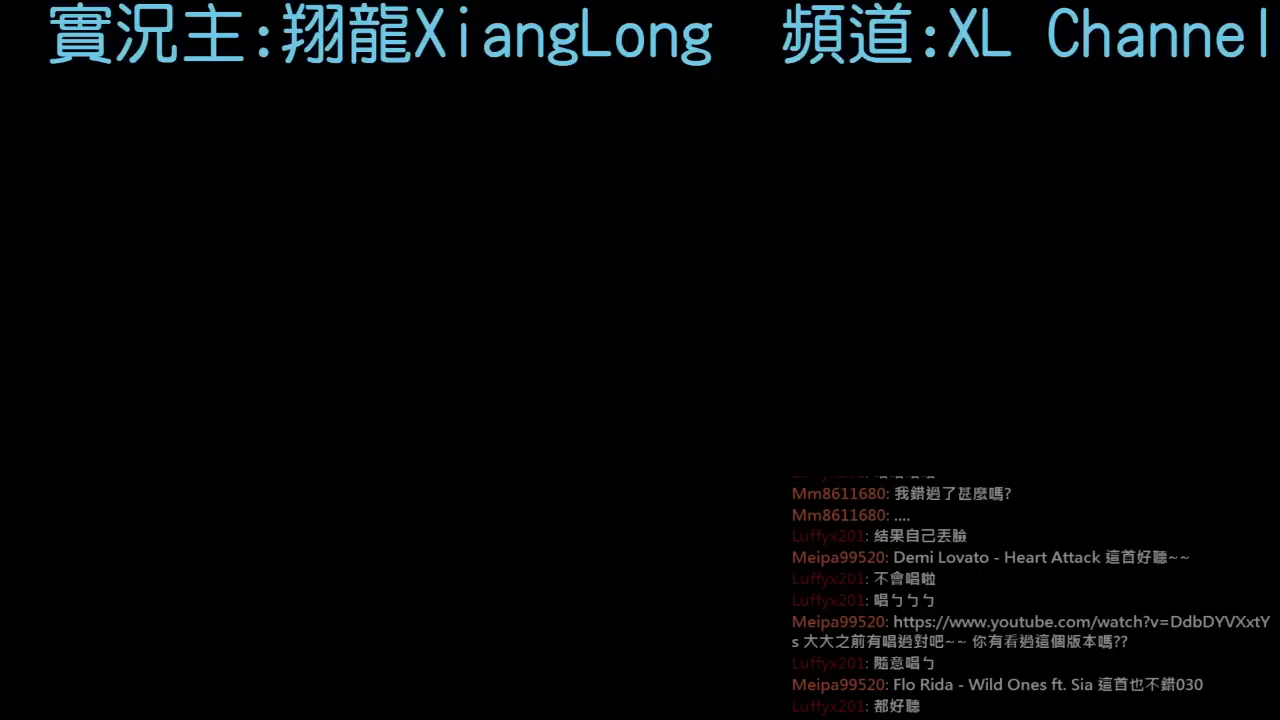 實況主:翔龍XiangLong 頻道:XL Channel
Mm8611680: 我錯過了甚麼嗎?
Mm8611680: ....
Luffyx201: 結果自己丟臉
Meipa99520: Demi Lovato - Heart Attack 這首好聽~~
Luffyx201: 不會唱啦
Luffyx201: 唱ㄅㄅㄅ
Meipa99520: https://www.youtube.com/watch?v=DdbDYVXxtY
s 大大之前有唱過對吧~~ 你有看過這個版本嗎??
Luffyx201: 隨意唱ㄅ
Meipa99520: Flo Rida - Wild Ones ft. Sia 這首也不錯030
Luffyx201: 都好聽